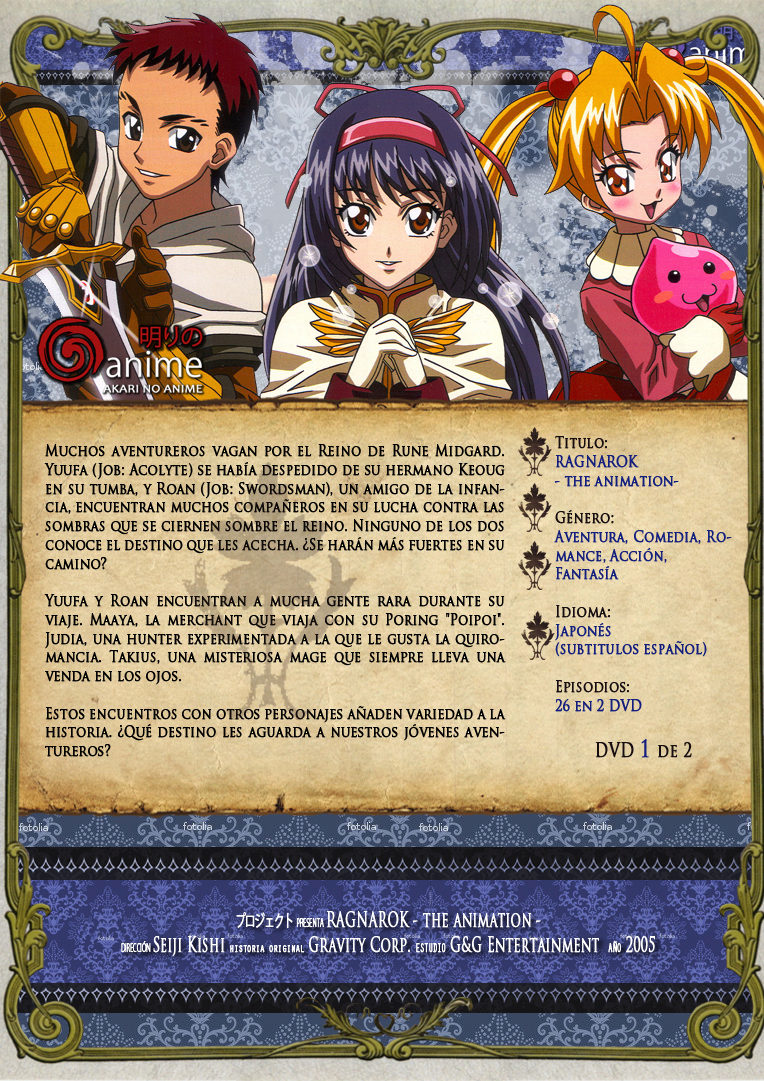 anim
明りの
anime
AKARI NO ANIME
fotolia
Muchos aventureros vagan por el Reino de Rune Midgard.
Yuufa (Job: Acolyte) se había despedido de su hermano Keoug
en su tumba, y Roan (Job: Swordsman), un amigo de la infan-
cia, encuentran muchos compañeros en su lucha contra las
sombras que se ciernen sombre el reino. Ninguno de los dos
conoce el destino que les acecha. ¿Se harán más fuertes en su
camino?
Yuufa y Roan encuentran a mucha gente rara durante su
viaje. Maaya, la merchant que viaja con su Poring "Poipoi".
Judia, una hunter experimentada a la que le gusta la quiro-
mancia. Takius, una misteriosa mage que siempre lleva una
venda en los ojos.
Estos encuentros con otros personajes añaden variedad a la
historia. ¿Qué destino les aguarda a nuestros jóvenes aven-
tureros?
Titulo:
RAGNAROK
- THE ANIMATION-
Género:
Aventura, Comedia, Ro-
mance, Acción,
Fantasía
Idioma:
Japonés
(subtitulos español)
Episodios:
26 en 2 DVD
DVD 1 de 2
fotolia fotolia fotolia fotolia fotolia
プロジェクト PRESENTA RAGNAROK - THE ANIMATION -
DIRECCIÓN Seiji Kishi HISTORIA ORIGINAL Gravity Corp. ESTUDIO G&G Entertainment AÑO 2005